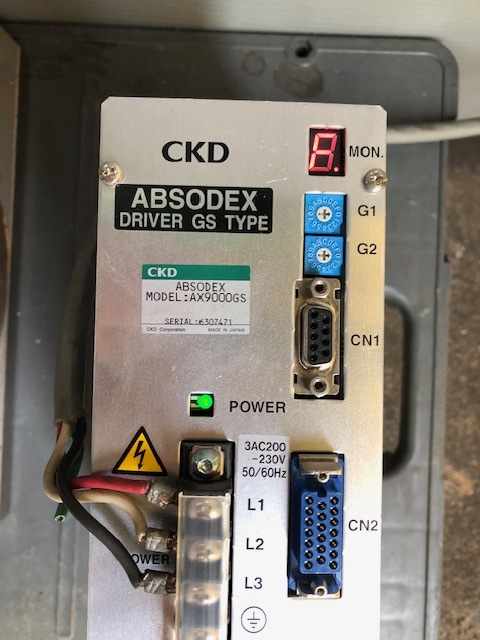 CKD
8.
MON.
ABSODEX
DRIVER GS TYPE
G1
G2
CKD
ABSODEX
MODEL:AX9000GS
SERIAL:6307471
CKD Corporation MADE IN JAPAN
CN1
POWER
3AC200
-230V
50/60Hz
L1
L2
L3
CN2